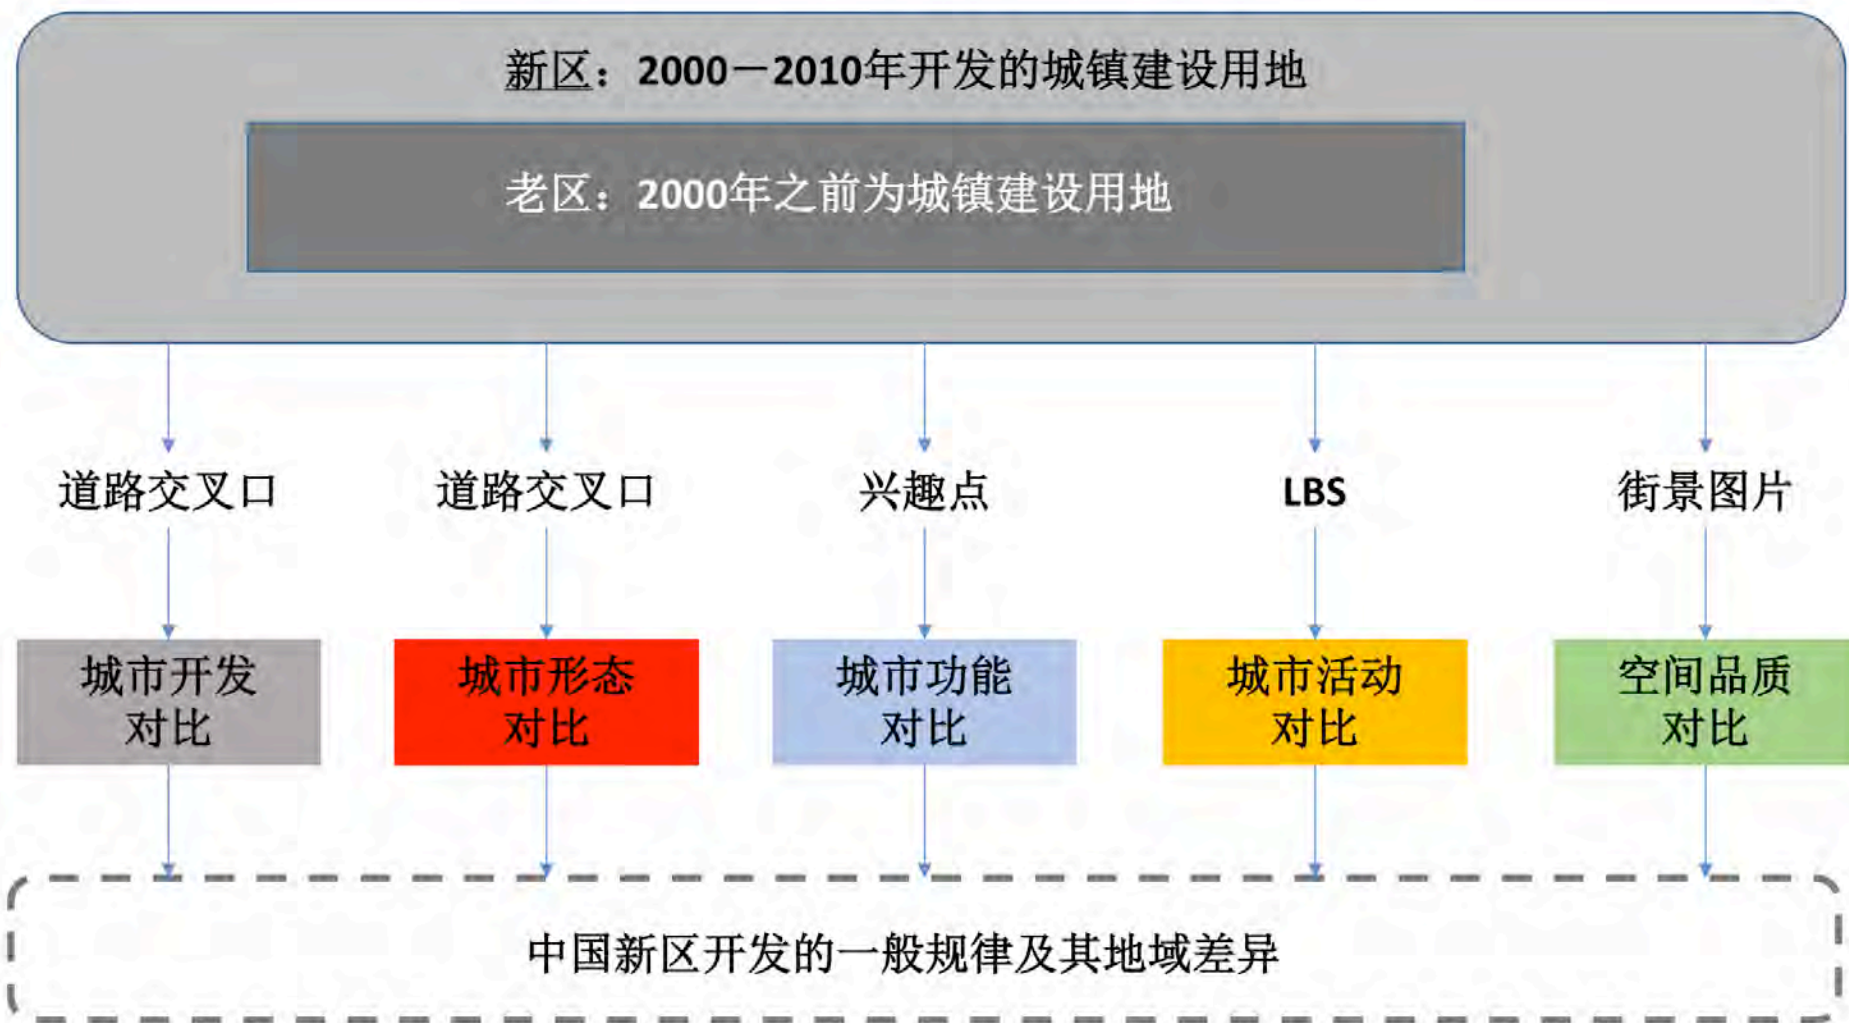 新区：2000－2010年开发的城镇建设用地
老区：2000年之前为城镇建设用地
道路交叉口
道路交叉口
兴趣点
LBS
街景图片
城市开发
对比
城市形态
对比
城市功能
对比
城市活动
对比
空间品质
对比
中国新区开发的一般规律及其地域差异